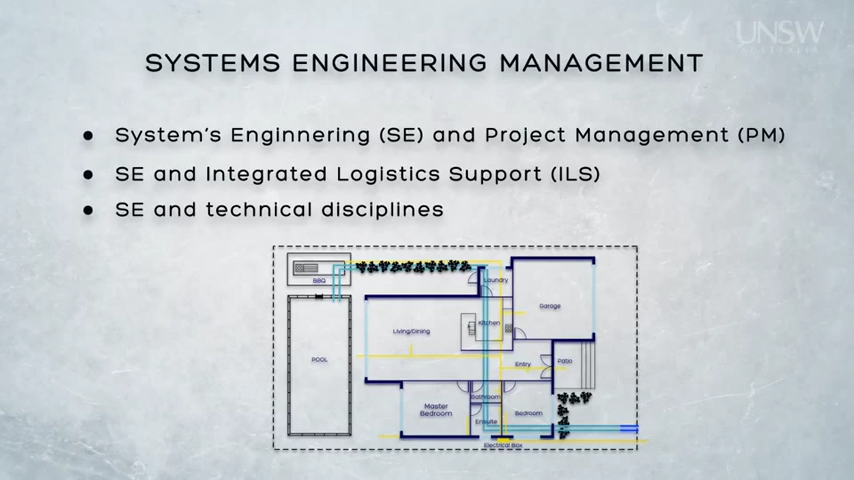 UNSW
AUSTRALIA
SYSTEMS ENGINEERING MANAGEMENT
● System's Enginnering (SE) and Project Management (PM)
● SE and Integrated Logistics Support (ILS)
● SE and technical disciplines
BBQ
Laundry
Garage
Living/Dining
Kitchen
POOL
Entry
Patio
Bathroom
Master
Bedroom
Bedroom
Ensuite
Electrical Box